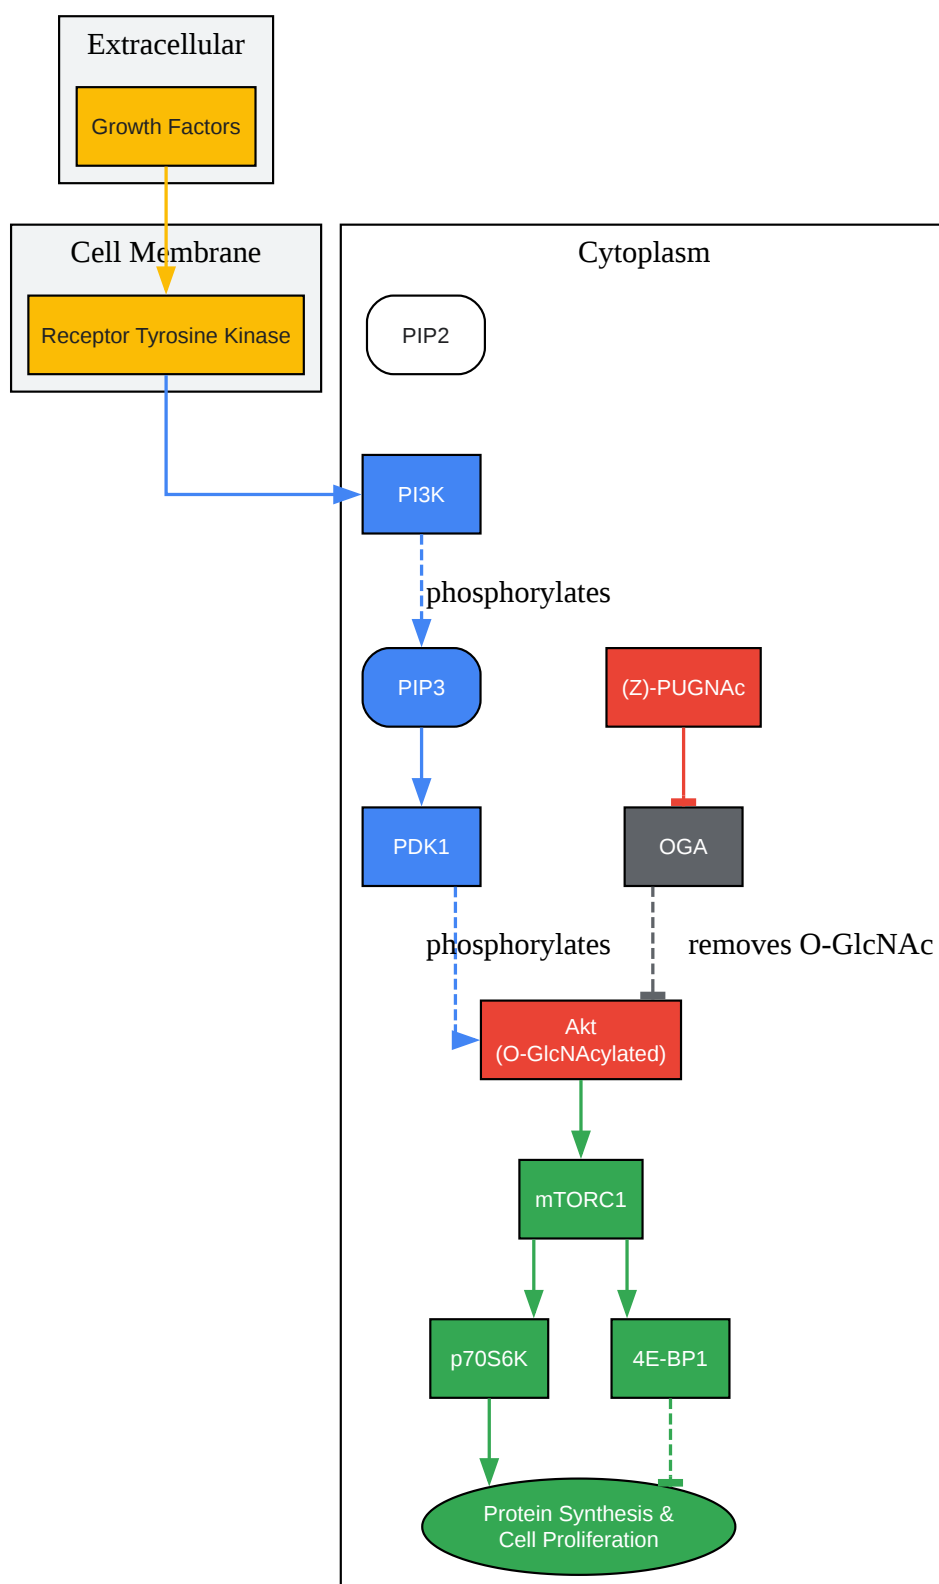 Extracellular
Growth Factors
Cell Membrane
Receptor Tyrosine Kinase
Cytoplasm
PIP2
PI3K
phosphorylates
PIP3
(Z)-PUGNAc
PDK1
OGA
phosphorylates
removes O-GlcNAc
Akt
(O-GlcNAcylated)
mTORC1
p70S6K
4E-BP1
Protein Synthesis &
Cell Proliferation